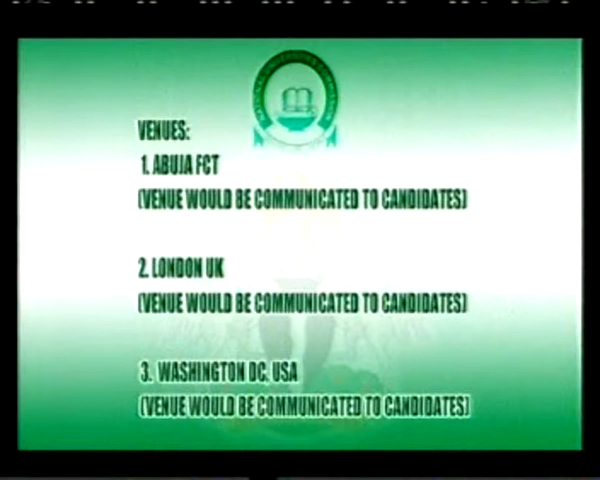 VENUES:
1. ABUJA FCT
(VENUE WOULD BE COMMUNICATED TO CANDIDATES)
2. LONDON UK
(VENUE WOULD BE COMMUNICATED TO CANDIDATES)
3. WASHINGTON DC, USA
(VENUE WOULD BE COMMUNICATED TO CANDIDATES)